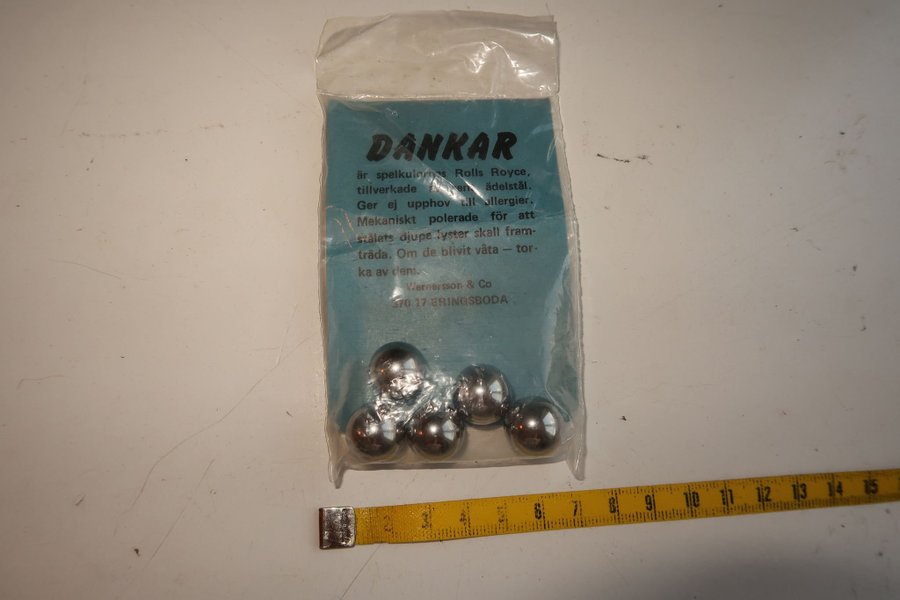 DANKAR
är spelkulornas Rolls Royce,
tillverkade ädelstål.
Ger ej upphov till allergier.
Mekaniskt polerade för att
stålets djupa lyster skall fram-
träda. Om de blivit våta – tor-
ka av dem.
Wernersson & Co
370 17 ERINGSBODA
2 3 4 5 6 7 8 9 10 11 12 13 14 15